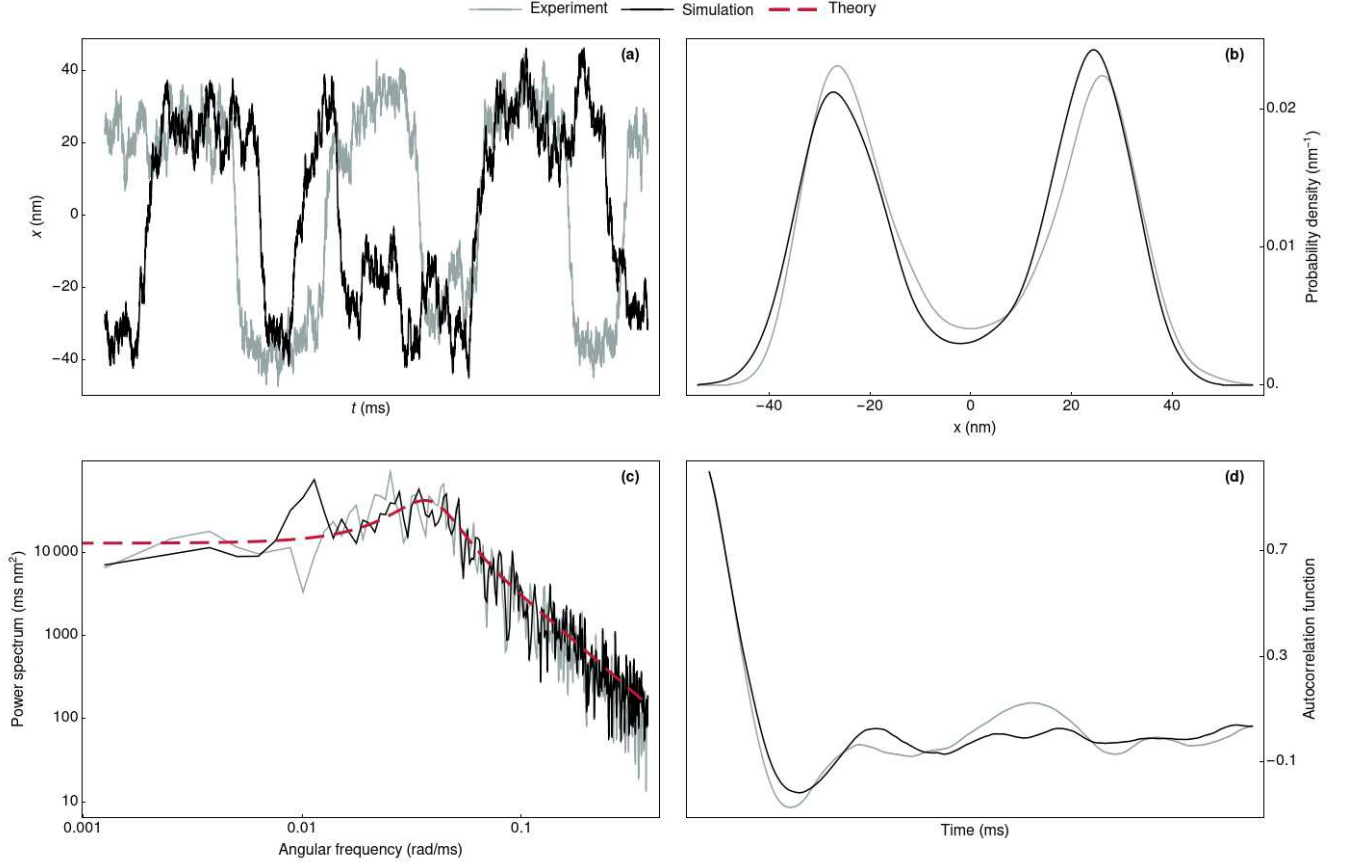 Experiment Simulation Theory
(a)
40
20
0
−20
−40
x (nm)
t (ms)
(b)
0.02
0.01
0.
Probability density (nm⁻¹)
−40 −20 0 20 40
x (nm)
(c)
10 000
1000
100
10
Power spectrum (ms nm²)
0.001 0.01 0.1
Angular frequency (rad/ms)
(d)
0.7
0.3
−0.1
Autocorrelation function
Time (ms)